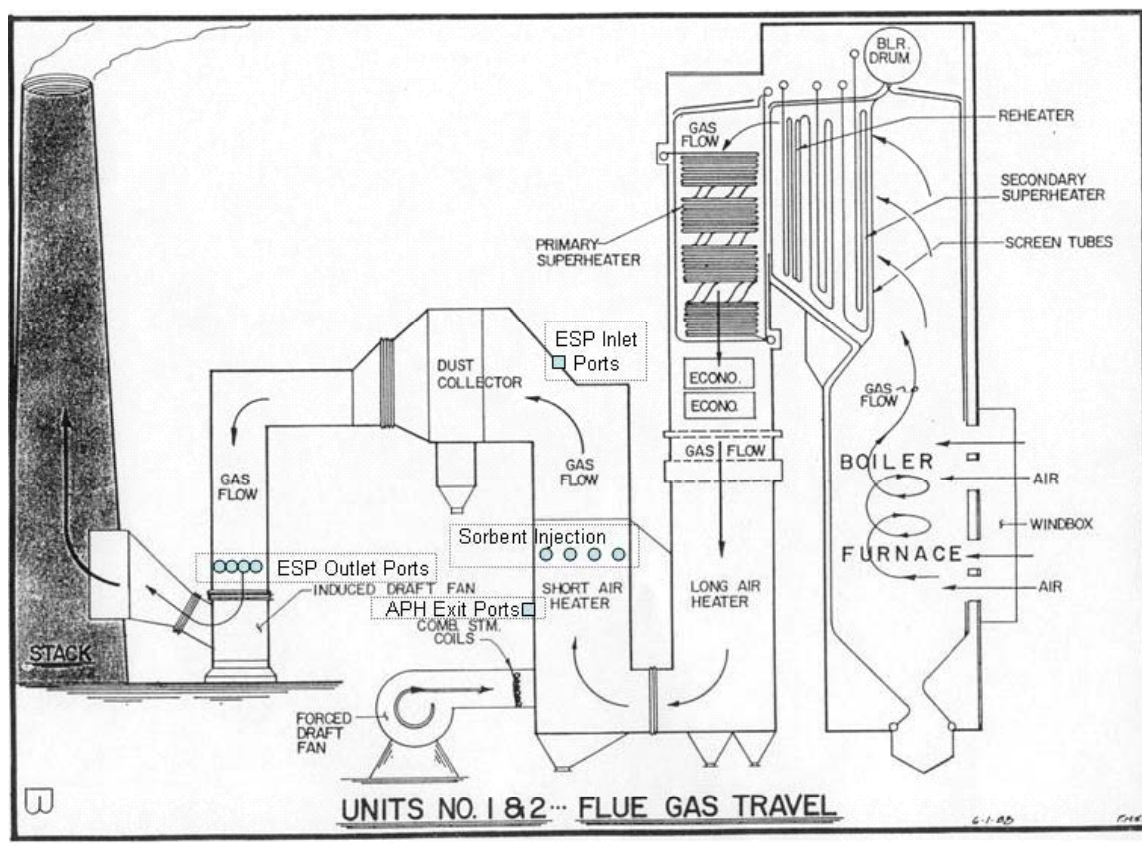 BLR.
DRUM.
REHEATER
GAS
FLOW
SECONDARY
SUPERHEATER
SCREEN TUBES
PRIMARY
SUPERHEATER
ESP Inlet
Ports
DUST
COLLECTOR
ECONO.
ECONO.
GAS
FLOW
GAS FLOW
GAS
FLOW
GAS
FLOW
BOILER
AIR
WINDBOX
Sorbent Injection
FURNACE
ESP Outlet Ports
INDUCED DRAFT FAN
SHORT AIR
HEATER
LONG AIR
HEATER
AIR
APH Exit Ports
COMB. STM.
COILS
STACK
FORCED
DRAFT
FAN
UNITS NO. 1 & 2... FLUE GAS TRAVEL